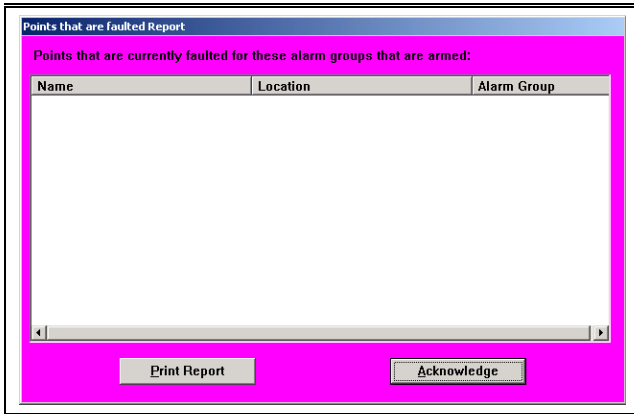 Points that are faulted Report
Points that are currently faulted for these alarm groups that are armed:
Name Location Alarm Group
Print Report Acknowledge